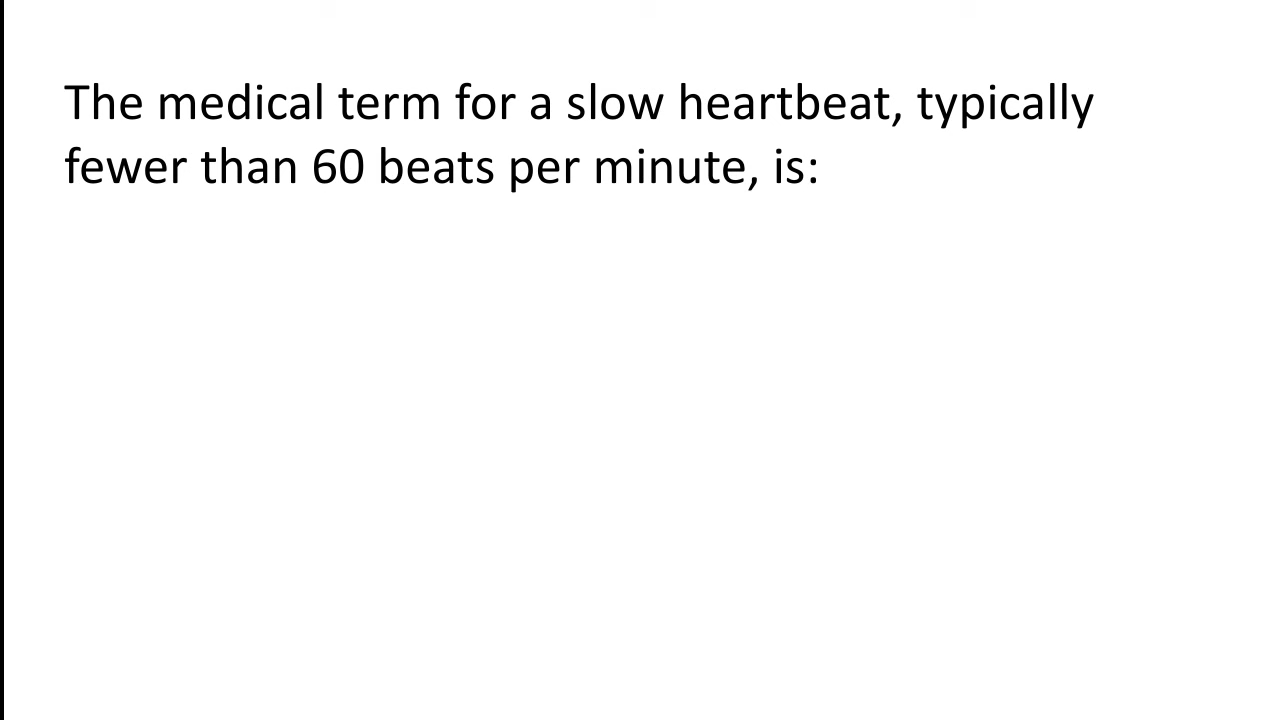 The medical term for a slow heartbeat, typically
fewer than 60 beats per minute, is: